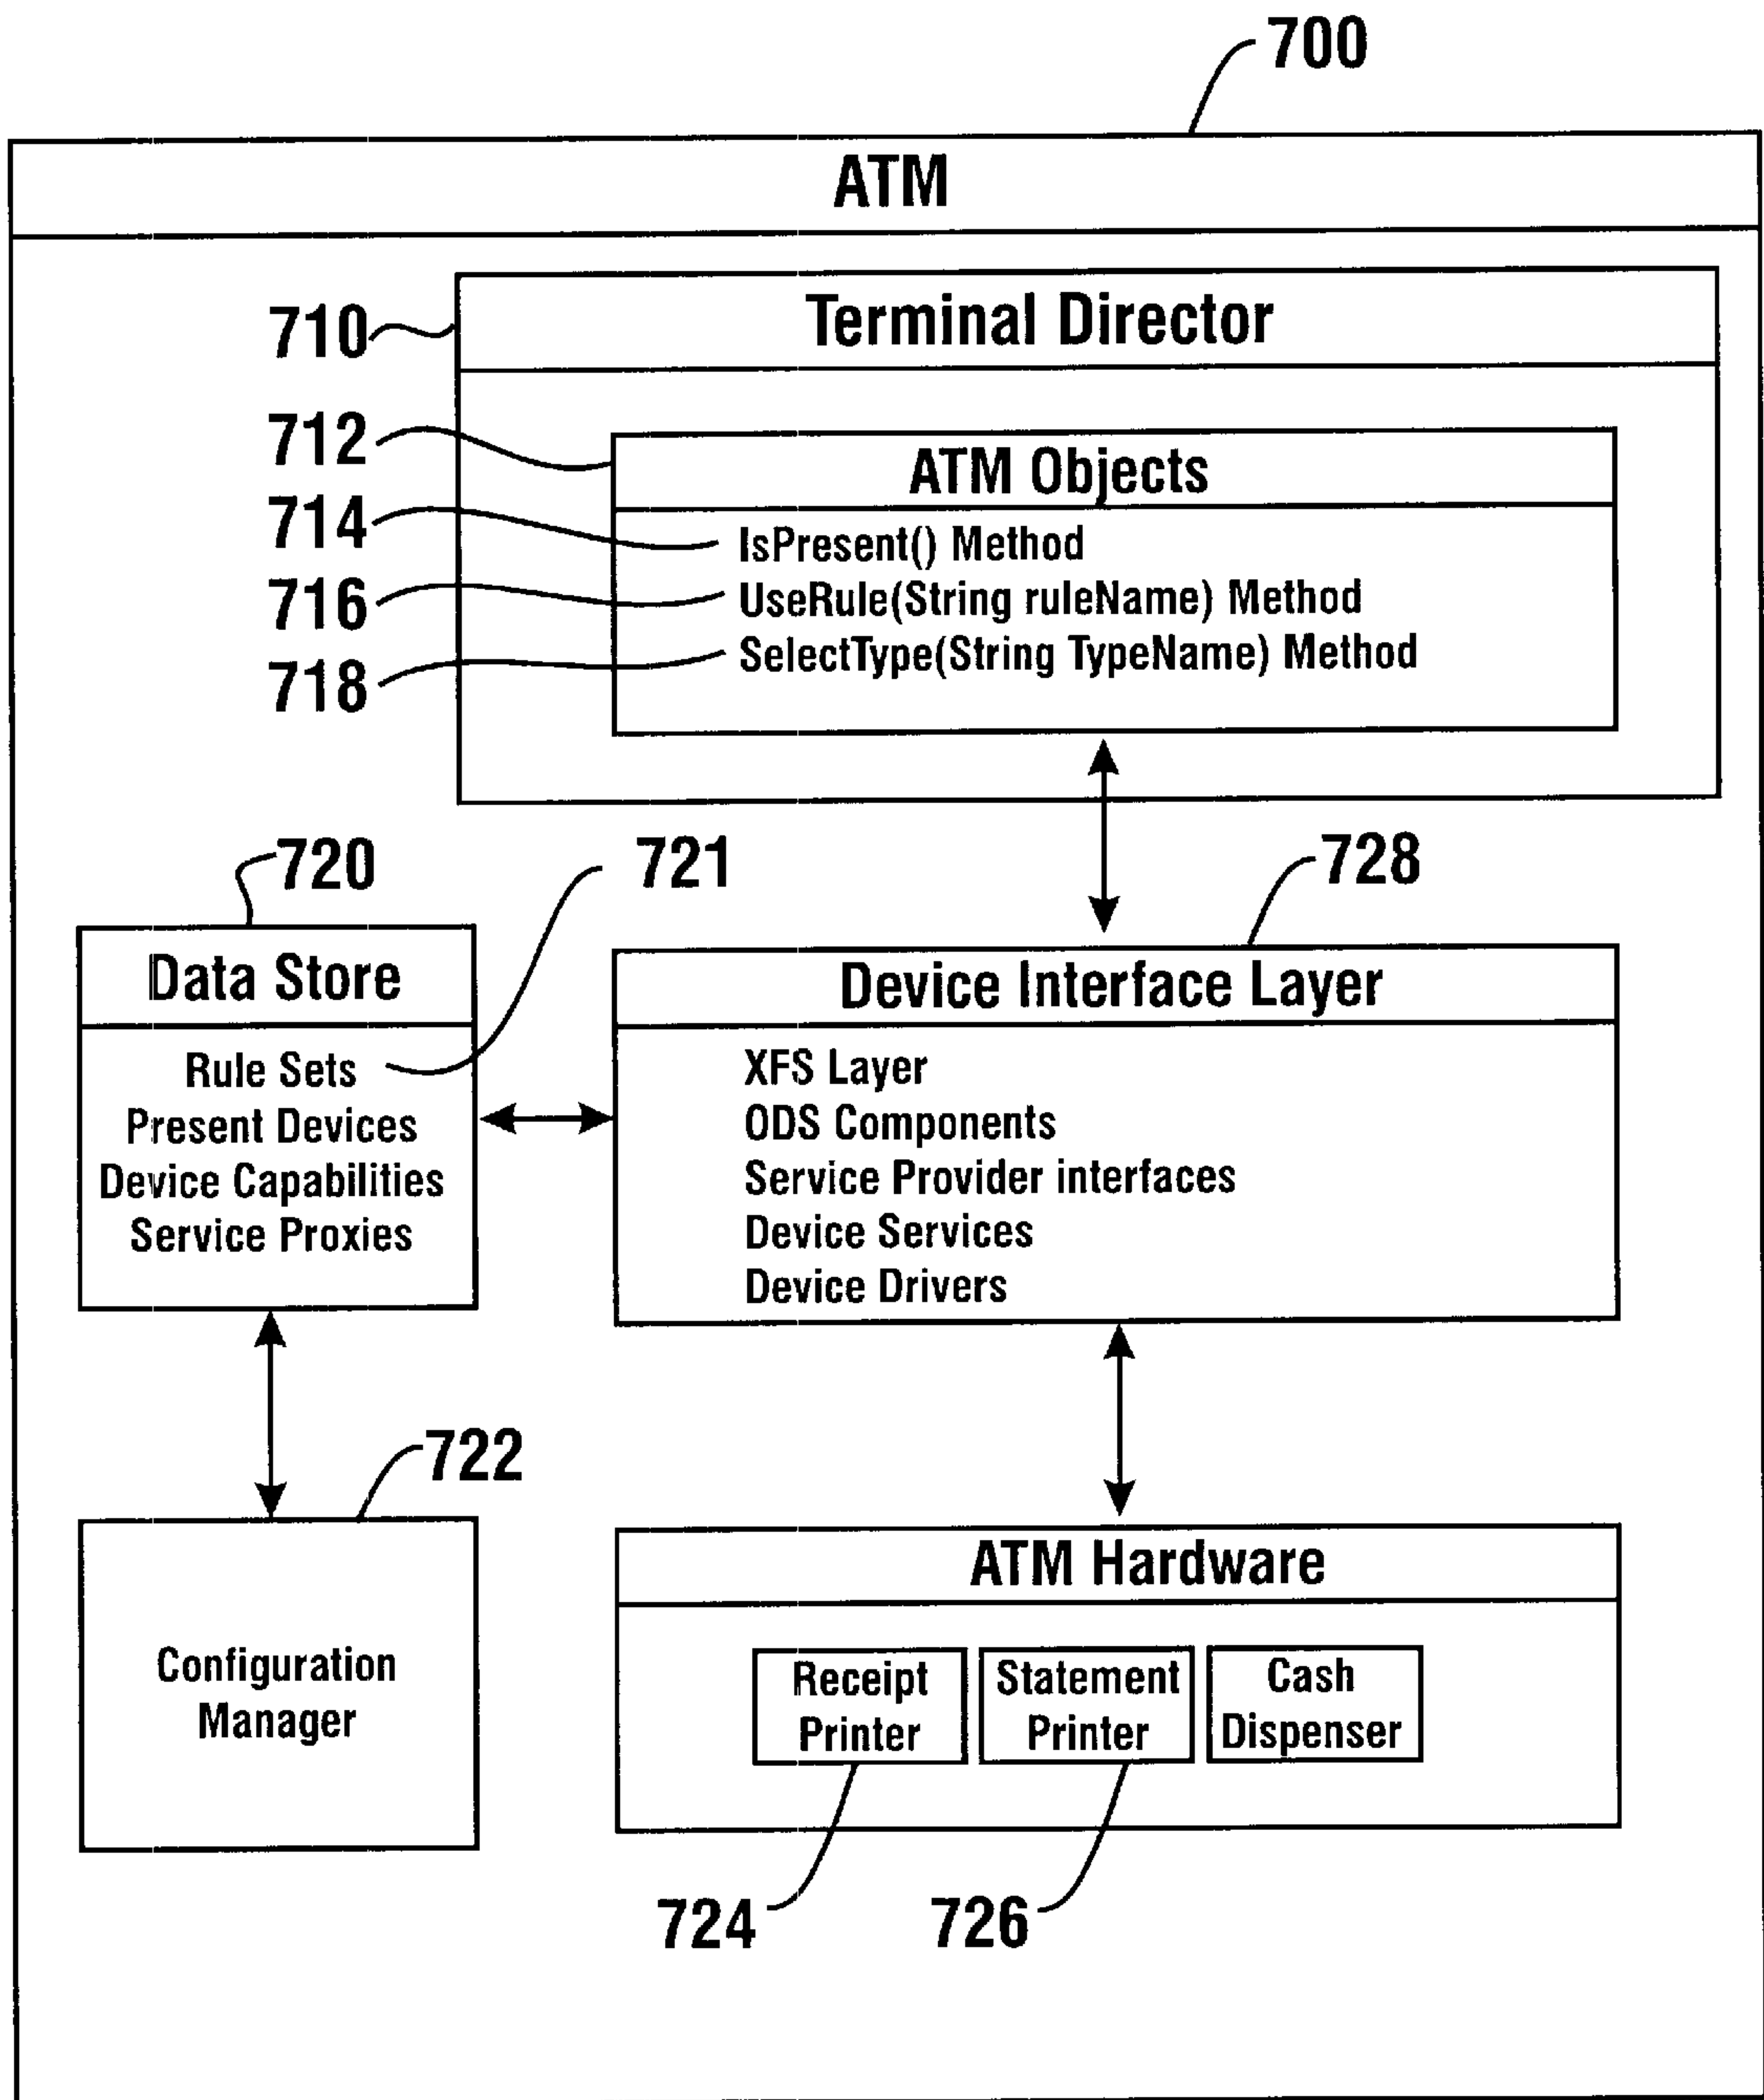 700
ATM
710
Terminal Director
712
ATM Objects
714
IsPresent() Method
716
UseRule(String ruleName) Method
718
SelectType(String TypeName) Method
720
721
728
Data Store
Rule Sets
Present Devices
Device Capabilities
Service Proxies
Device Interface Layer
XFS Layer
ODS Components
Service Provider interfaces
Device Services
Device Drivers
722
Configuration
Manager
ATM Hardware
Receipt
Printer
Statement
Printer
Cash
Dispenser
724
726